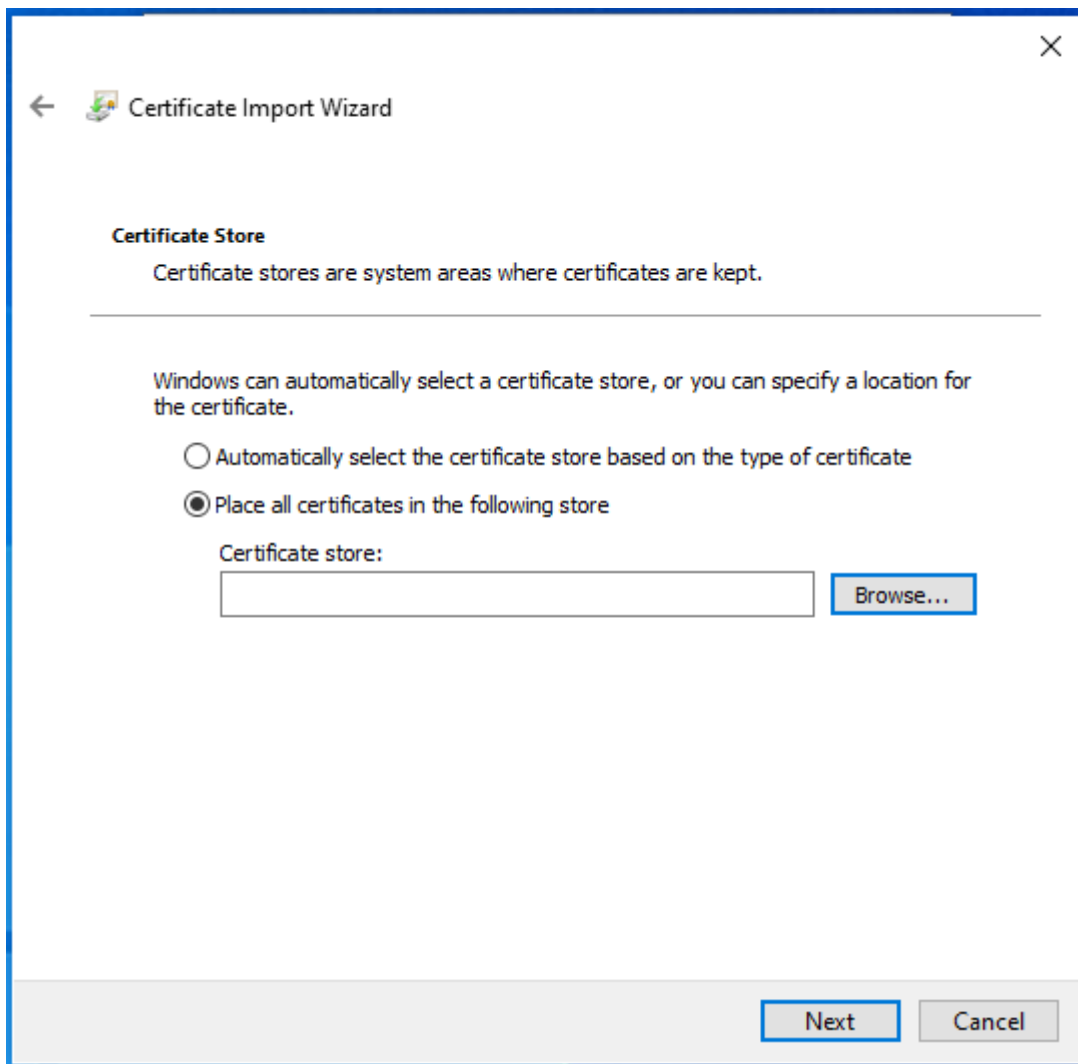 Certificate Import Wizard
Certificate Store
Certificate stores are system areas where certificates are kept.
Windows can automatically select a certificate store, or you can specify a location for
the certificate.
Automatically select the certificate store based on the type of certificate
Place all certificates in the following store
Certificate store:
Browse...
Next
Cancel